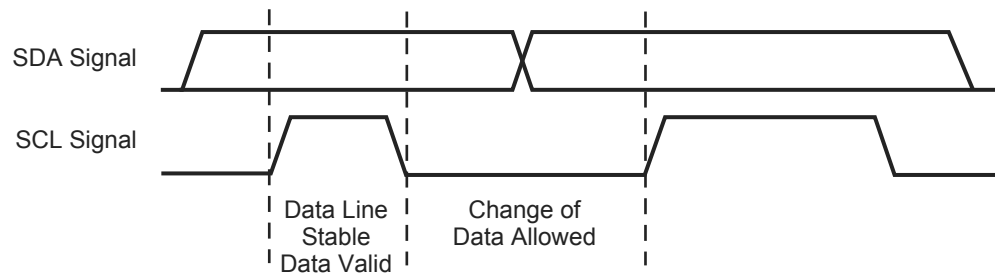 SDA Signal
SCL Signal
Data Line
Stable
Data Valid
Change of
Data Allowed